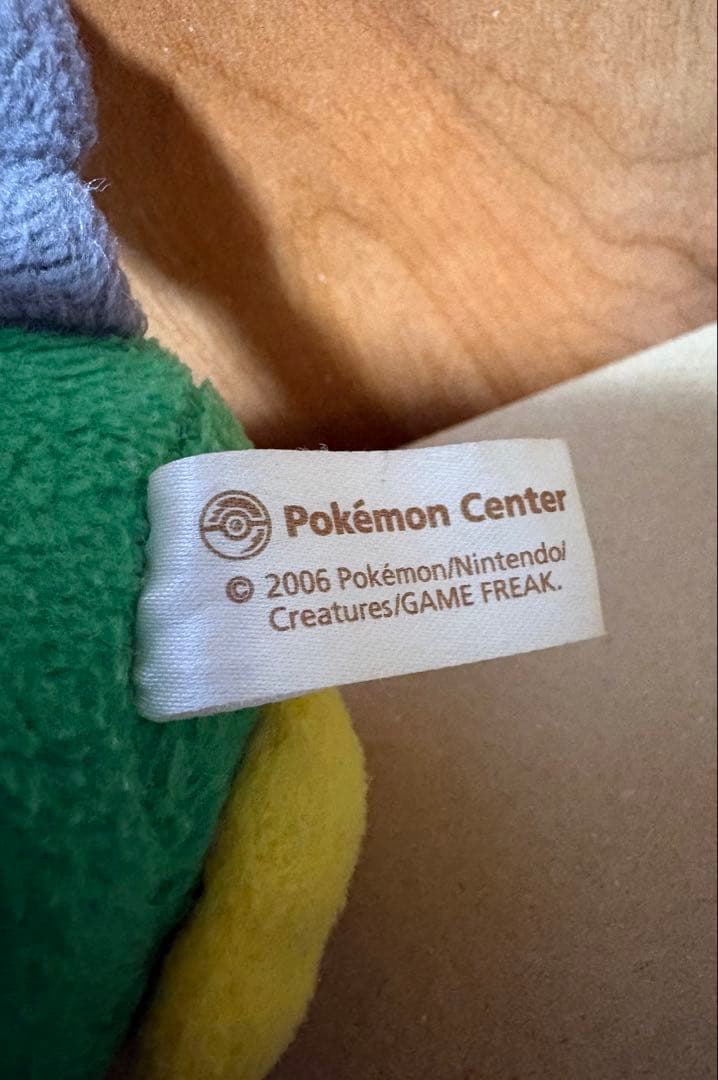 Pokémon Center
© 2006 Pokémon/Nintendo/
Creatures/GAME FREAK.